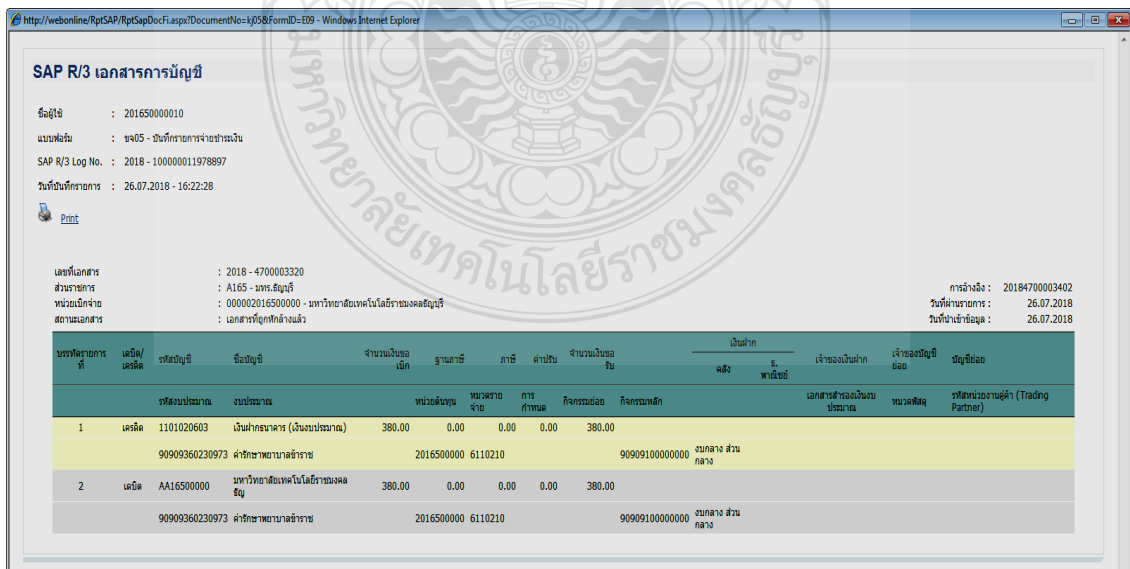 http://webonline/RptSAP/RptSapDocFi.aspx?DocumentNo=kj05&FormID=E09 - Windows Internet Explorer
SAP R/3 เอกสารการบัญชี
ชื่อผู้ใช้ : 201650000010
แบบฟอร์ม : ขจ05 - บันทึกรายการจ่ายชำระเงิน
SAP R/3 Log No. : 2018 - 100000011978897
วันที่บันทึกรายการ : 26.07.2018 - 16:22:28
Print
มหาวิทยาลัยเทคโนโลยีราชมงคลธัญบุรี
เลขที่เอกสาร : 2018 - 4700003320
ส่วนราชการ : A165 - มทร.ธัญบุรี การอ้างอิง : 20184700003402
หน่วยเบิกจ่าย : 000002016500000 - มหาวิทยาลัยเทคโนโลยีราชมงคลธัญบุรี วันที่ผ่านรายการ : 26.07.2018
สถานะเอกสาร : เอกสารที่ถูกหักล้างแล้ว วันที่นำเข้าข้อมูล : 26.07.2018
บรรทัดรายการที่ เดบิต/เครดิต รหัสบัญชี ชื่อบัญชี จำนวนเงินขอเบิก ฐานภาษี ภาษี ค่าปรับ จำนวนเงินขอรับ เงินฝาก คลัง ธ.พาณิชย์ เจ้าของเงินฝาก เจ้าของบัญชีย่อย บัญชีย่อย
รหัสงบประมาณ งบประมาณ หน่วยต้นทุน หมวดรายจ่าย การกำหนด กิจกรรมย่อย กิจกรรมหลัก เอกสารสำรองเงินงบประมาณ หมวดพัสดุ รหัสหน่วยงานคู่ค้า (Trading Partner)
1 เครดิต 1101020603 เงินฝากธนาคาร (เงินงบประมาณ) 380.00 0.00 0.00 0.00 380.00
90909360230973 ค่ารักษาพยาบาลข้าราช 2016500000 6110210 90909100000000 งบกลาง ส่วนกลาง
2 เดบิต AA16500000 มหาวิทยาลัยเทคโนโลยีราชมงคลธัญ 380.00 0.00 0.00 0.00 380.00
90909360230973 ค่ารักษาพยาบาลข้าราช 2016500000 6110210 90909100000000 งบกลาง ส่วนกลาง